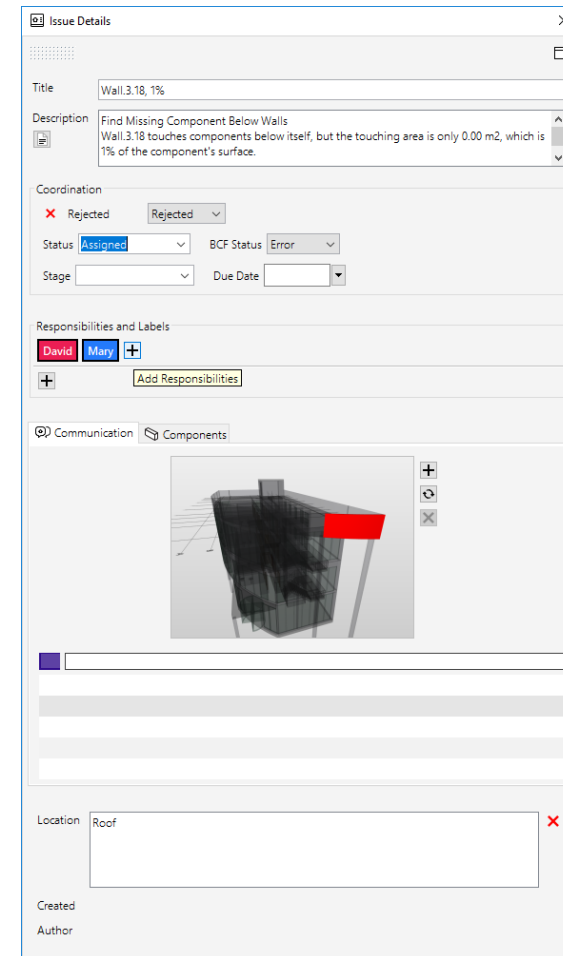 Issue Details
Title
Wall.3.18, 1%
Description
Find Missing Component Below Walls
Wall.3.18 touches components below itself, but the touching area is only 0.00 m2, which is
1% of the component's surface.
Coordination
Rejected
Rejected
Status
Assigned
BCF Status
Error
Stage
Due Date
Responsibilities and Labels
David
Mary
Add Responsibilities
Communication
Components
Location
Roof
Created
Author